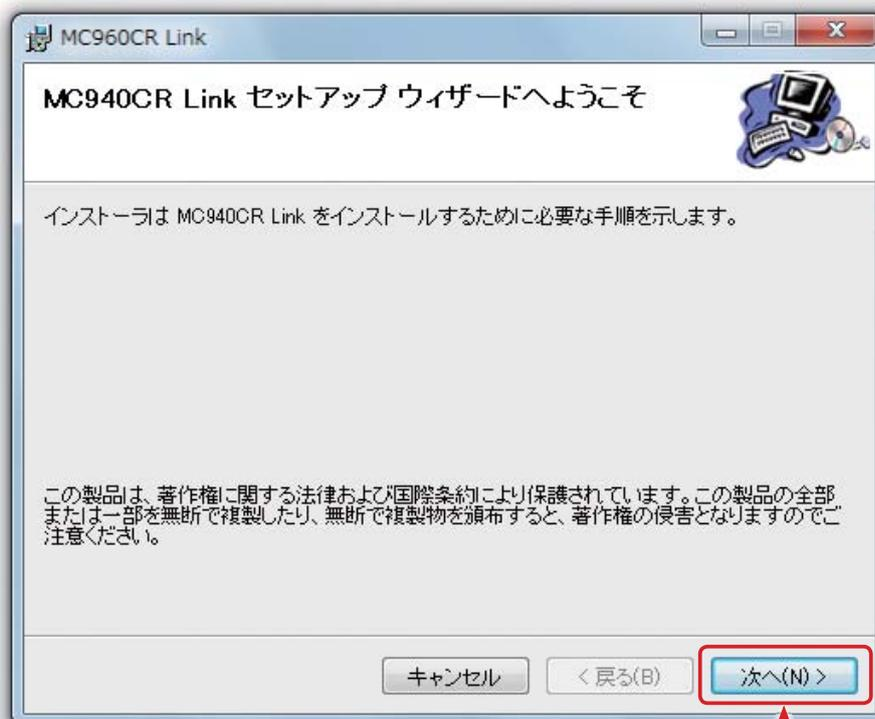 MC960CR Link
MC940CR Link セットアップ ウィザードへようこそ
インストーラは MC940CR Link をインストールするために必要な手順を示します。
この製品は、著作権に関する法律および国際条約により保護されています。この製品の全部
または一部を無断で複製したり、無断で複製物を頒布すると、著作権の侵害となりますのでご
注意ください。
キャンセル
< 戻る(B)
次へ(N) >